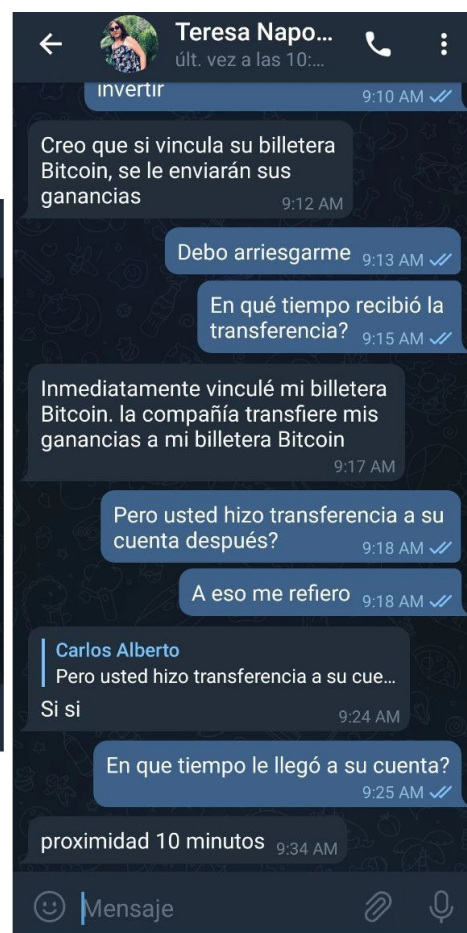 Teresa Napo...
últ. vez a las 10:...
invertir
9:10 AM
Creo que si vincula su billetera
Bitcoin, se le enviarán sus
ganancias
9:12 AM
Debo arriesgarme 9:13 AM
En qué tiempo recibió la
transferencia? 9:15 AM
Inmediatamente vinculé mi billetera
Bitcoin. la compañía transfiere mis
ganancias a mi billetera Bitcoin
9:17 AM
Pero usted hizo transferencia a su
cuenta después? 9:18 AM
A eso me refiero 9:18 AM
Carlos Alberto
Pero usted hizo transferencia a su cue...
Si si 9:24 AM
En que tiempo le llegó a su cuenta?
9:25 AM
proximidad 10 minutos 9:34 AM
Mensaje